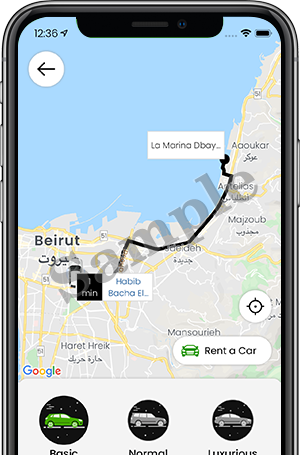 12:36
La Marina Dbay...
Aaoukar
عوكر
51
Antelias
انطلياس
Majzoub
مجذوب
Beirut
بيروت
Jdeideh
جديدة
Sample
min
Habib
Bacha El...
Mansourieh
Rent a Car
Haret Hreik
حارة حريك
Google
Basic
Normal
Luxurious